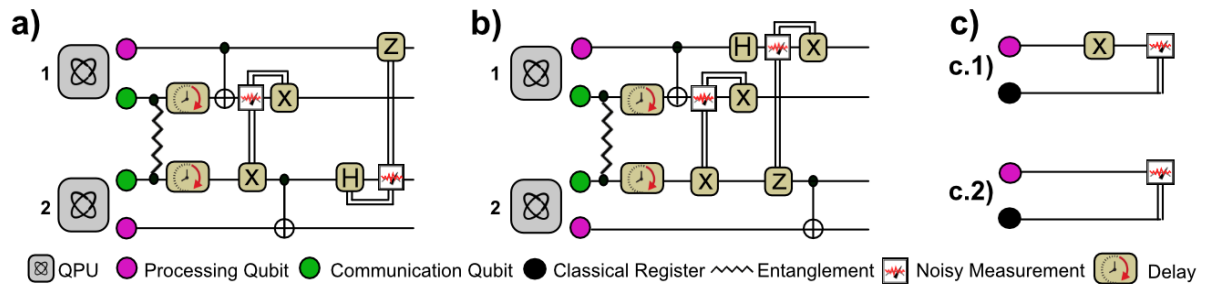 a)
b)
c)
1
Z
X
X
H
2
1
H
X
X
X
Z
2
c.1)
X
c.2)
QPU
Processing Qubit
Communication Qubit
Classical Register
Entanglement
Noisy Measurement
Delay